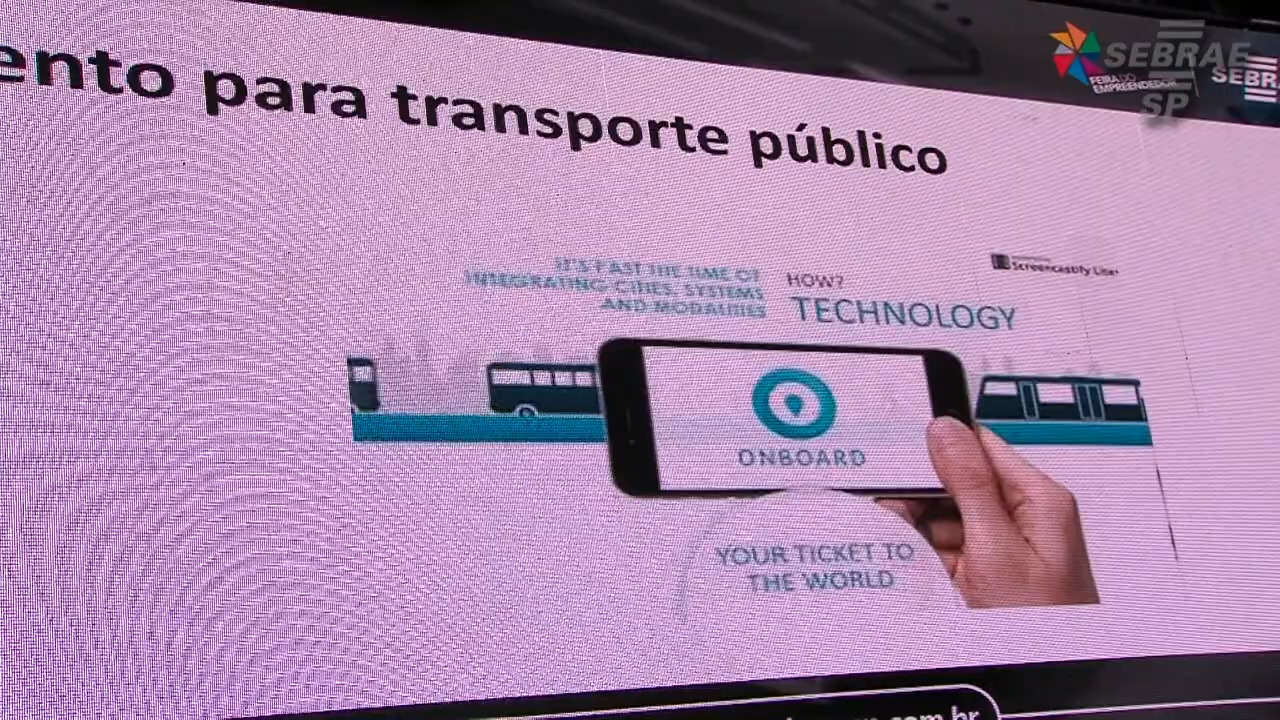 ento para transporte público
SEBRAE
SP
FEIRA DO
EMPREENDEDOR
SEBR
IT'S PAST THE TIME OF
INTEGRATING CITIES, SYSTEMS
AND MODALITIES
HOW?
TECHNOLOGY
Screencastify Lite
ONBOARD
YOUR TICKET TO
THE WORLD
.com.br